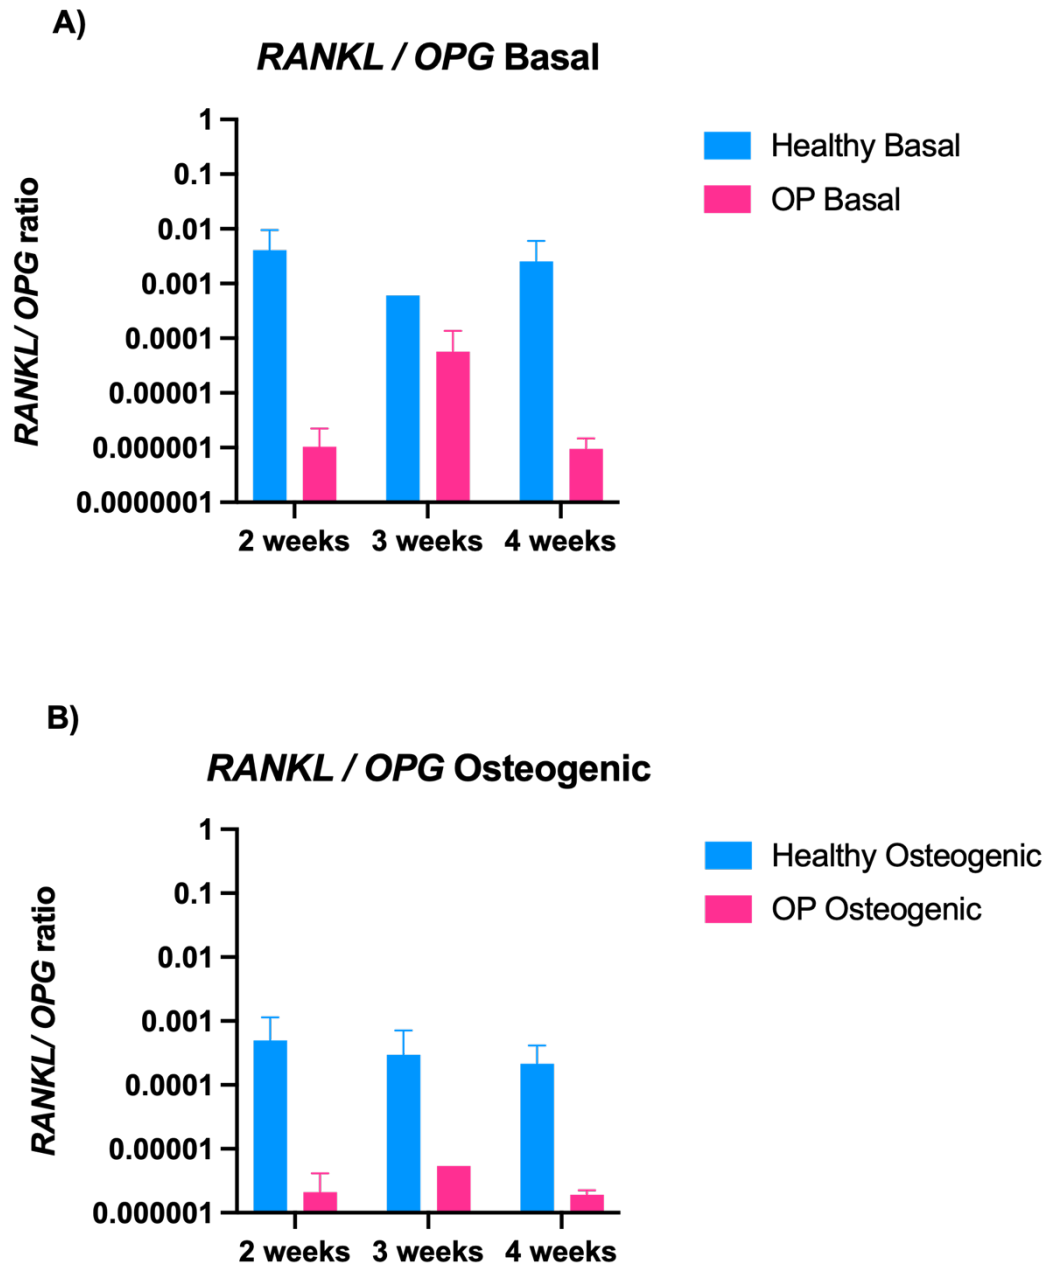 A)
RANKL / OPG Basal
RANKL/ OPG ratio
1
0.1
0.01
0.001
0.0001
0.00001
0.000001
0.0000001
2 weeks 3 weeks 4 weeks
Healthy Basal
OP Basal
B)
RANKL / OPG Osteogenic
RANKL/ OPG ratio
1
0.1
0.01
0.001
0.0001
0.00001
0.000001
2 weeks 3 weeks 4 weeks
Healthy Osteogenic
OP Osteogenic